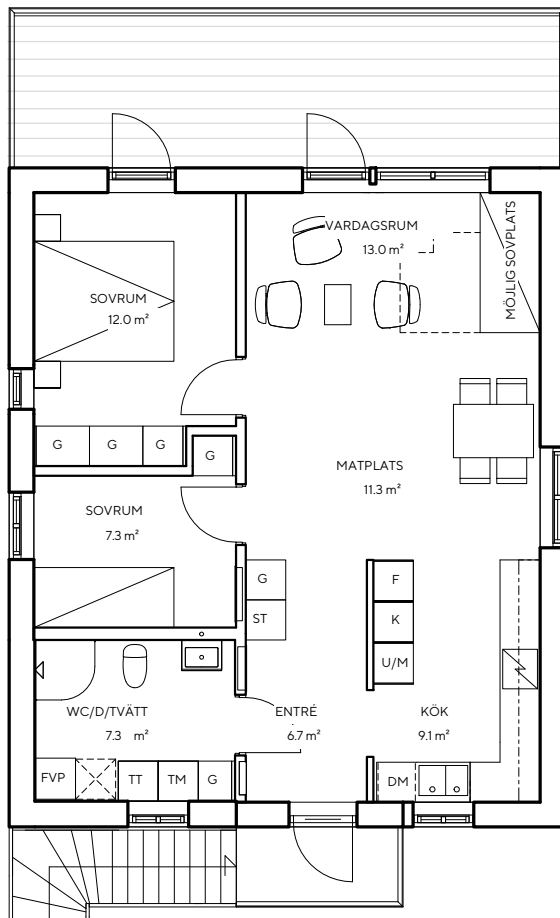 VARDAGSRUM
13.0 m²
MÖJLIG SOVPLATS
SOVRUM
12.0 m²
G
G
G
G
MATPLATS
11.3 m²
SOVRUM
7.3 m²
G
ST
F
K
U/M
WC/D/TVÄTT
7.3 m²
ENTRÉ
6.7 m²
KÖK
9.1 m²
FVP
TT
TM
G
DM